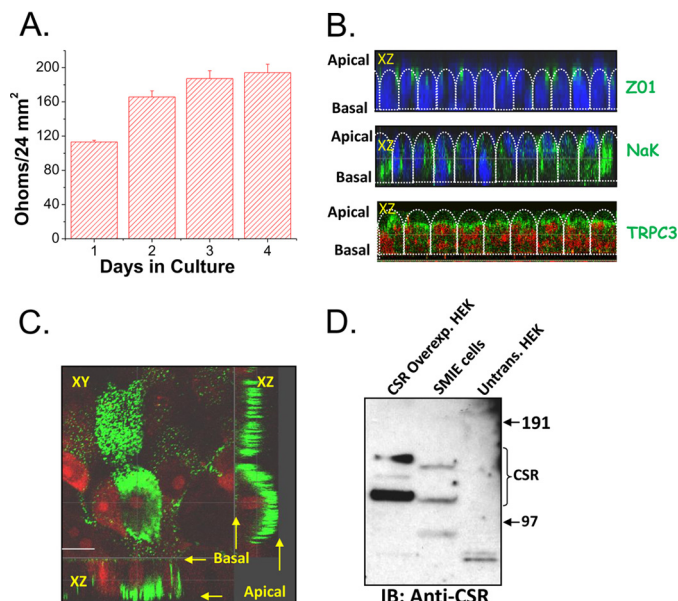 A.
200
160
120
80
40
0
Ohoms/24 mm²
1 2 3 4
Days in Culture
B.
Apical
XZ
Basal
Z01
Apical
XZ
Basal
NaK
Apical
XZ
Basal
TRPC3
C.
XY
XZ
Basal
XZ
Apical
D.
CSR Overexp. HEK
SMIE cells
Untrans. HEK
191
CSR
97
IB: Anti-CSR